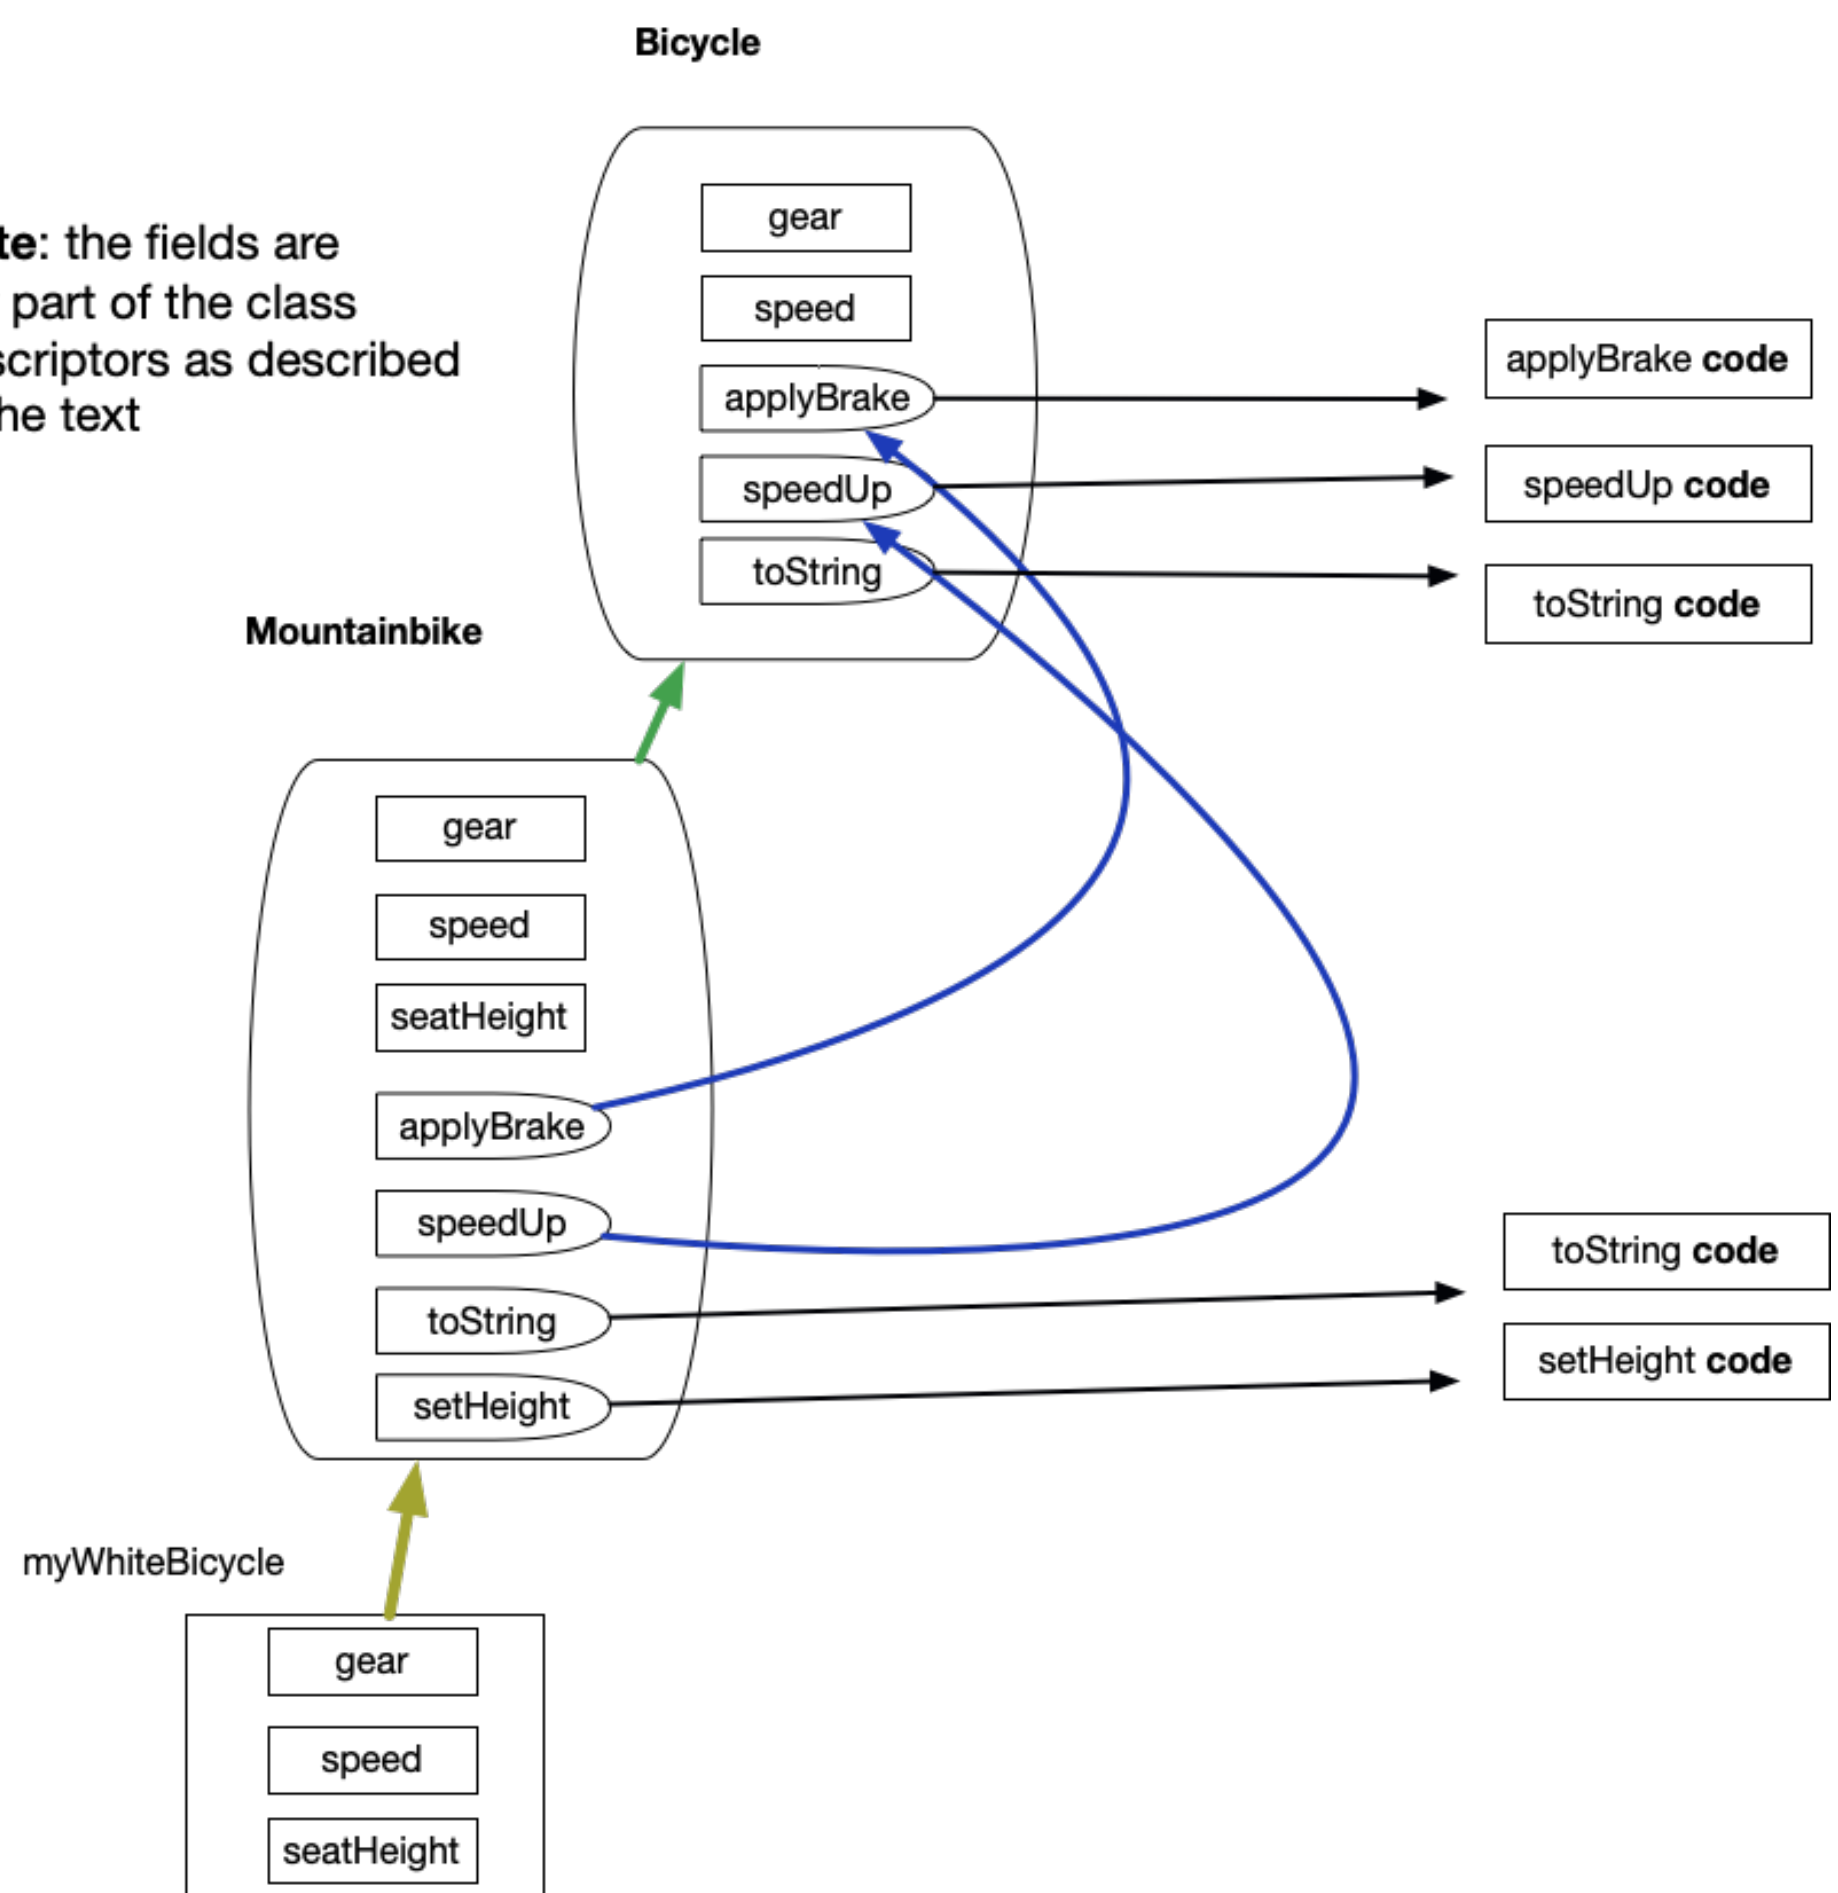 Bicycle
te: the fields are
part of the class
scriptors as described
he text
gear
speed
applyBrake
speedUp
toString
applyBrake code
speedUp code
toString code
Mountainbike
gear
speed
seatHeight
applyBrake
speedUp
toString
setHeight
toString code
setHeight code
myWhiteBicycle
gear
speed
seatHeight